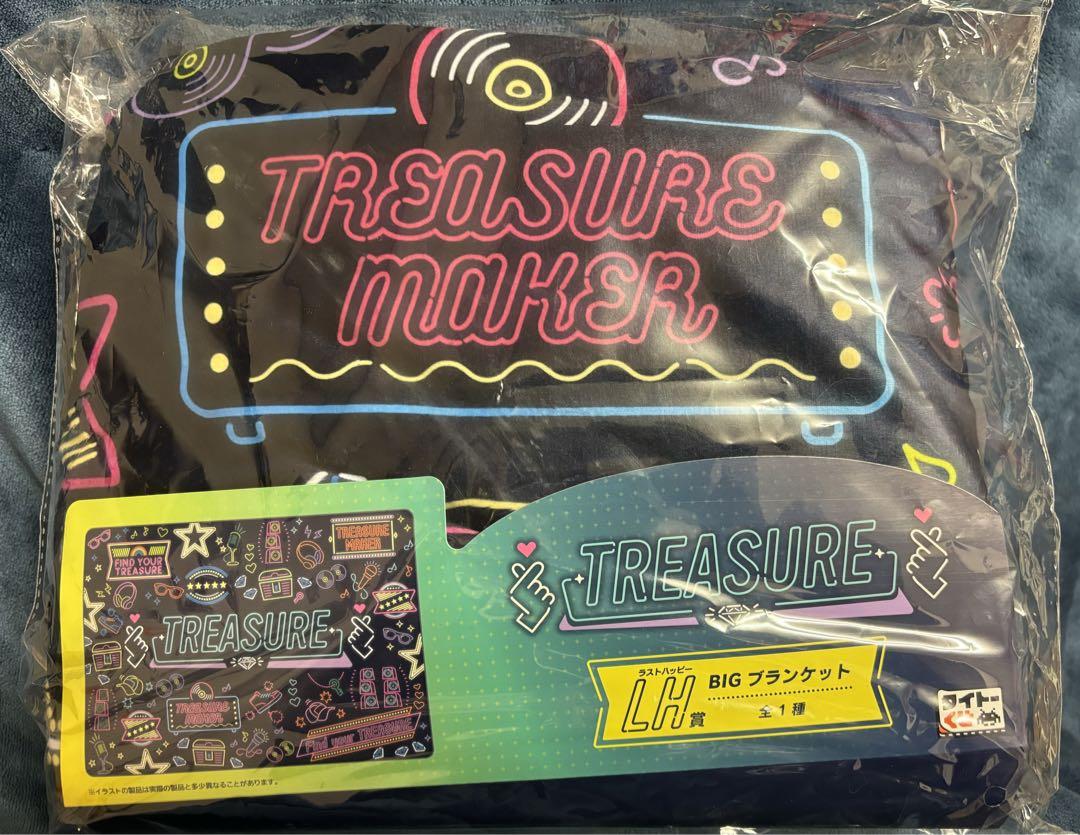 TREASURE
MAKER
FIND YOUR
TREASURE
TREASURE
MAKER
TREASURE
TREASURE
MAKER
Find your TREASURE
※イラストの製品は実際の製品と多少異なることがあります。
TREASURE
ラストハッピー
LH賞
BIG ブランケット
全1種
タイトー
くじ